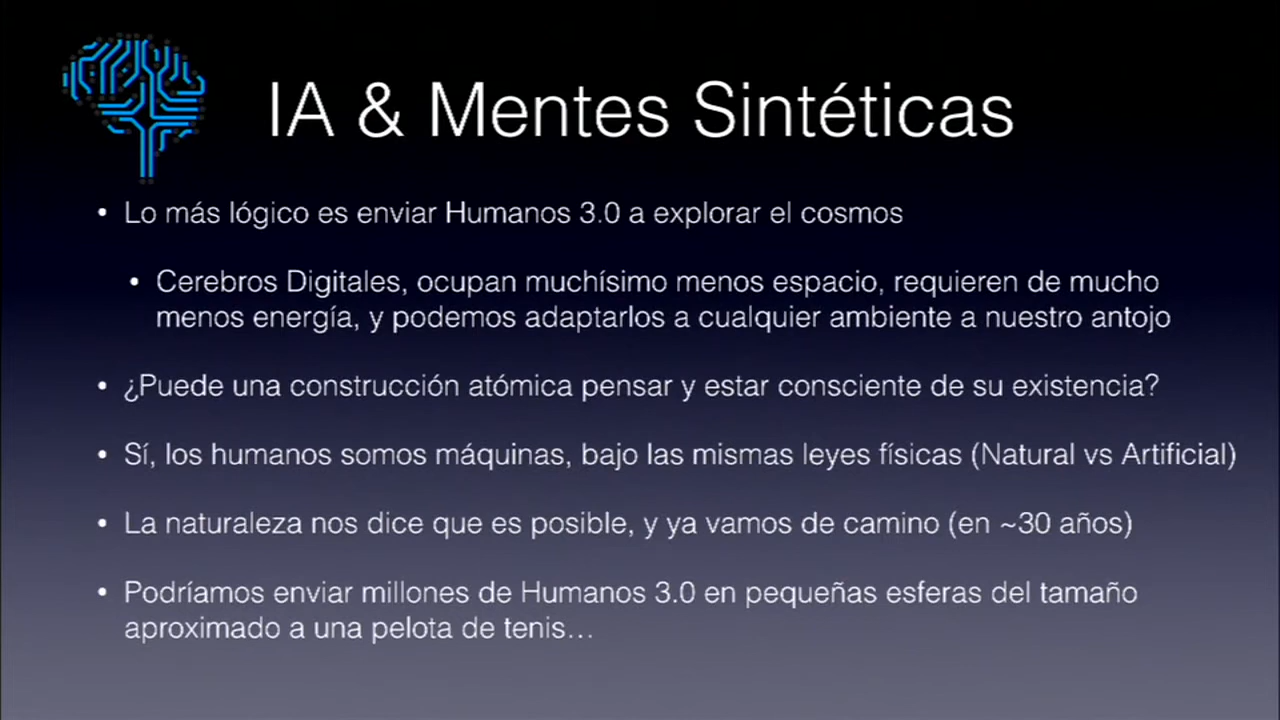 IA & Mentes Sintéticas
• Lo más lógico es enviar Humanos 3.0 a explorar el cosmos
• Cerebros Digitales, ocupan muchísimo menos espacio, requieren de mucho
menos energía, y podemos adaptarlos a cualquier ambiente a nuestro antojo
• ¿Puede una construcción atómica pensar y estar consciente de su existencia?
• Sí, los humanos somos máquinas, bajo las mismas leyes físicas (Natural vs Artificial)
• La naturaleza nos dice que es posible, y ya vamos de camino (en ~30 años)
• Podríamos enviar millones de Humanos 3.0 en pequeñas esferas del tamaño
aproximado a una pelota de tenis…